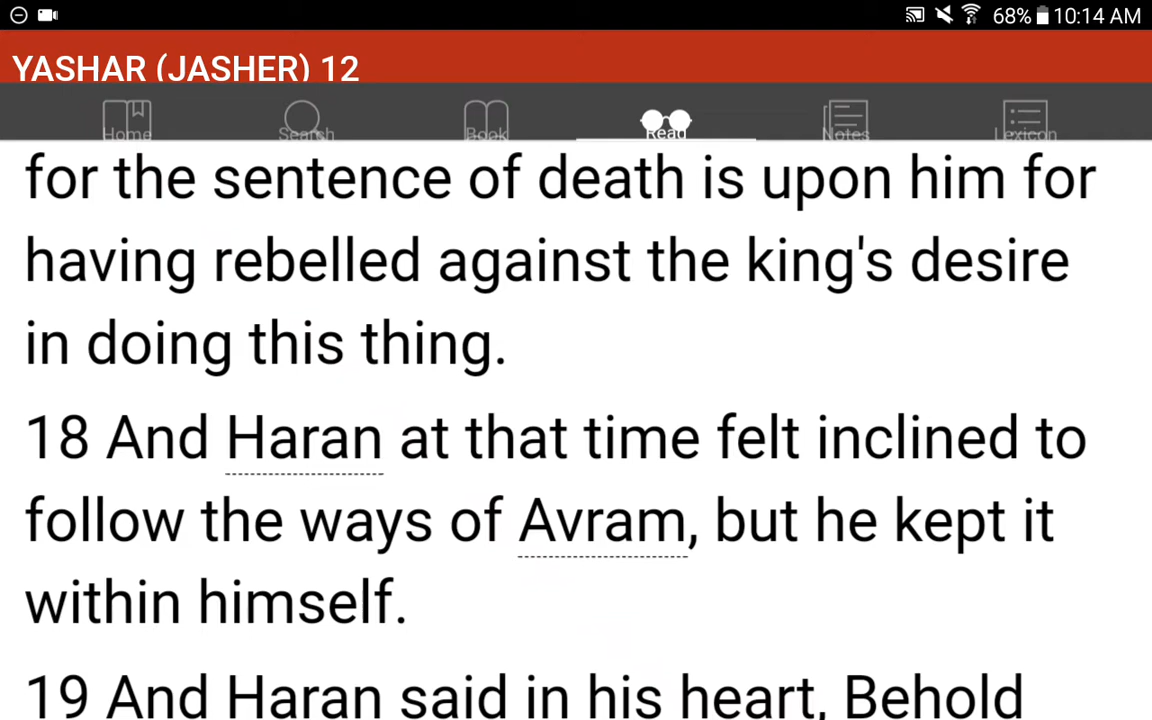 68% 10:14 AM
YASHAR (JASHER) 12
Home Search Book Read Notes Lexicon
for the sentence of death is upon him for
having rebelled against the king's desire
in doing this thing.
18 And Haran at that time felt inclined to
follow the ways of Avram, but he kept it
within himself.
19 And Haran said in his heart, Behold